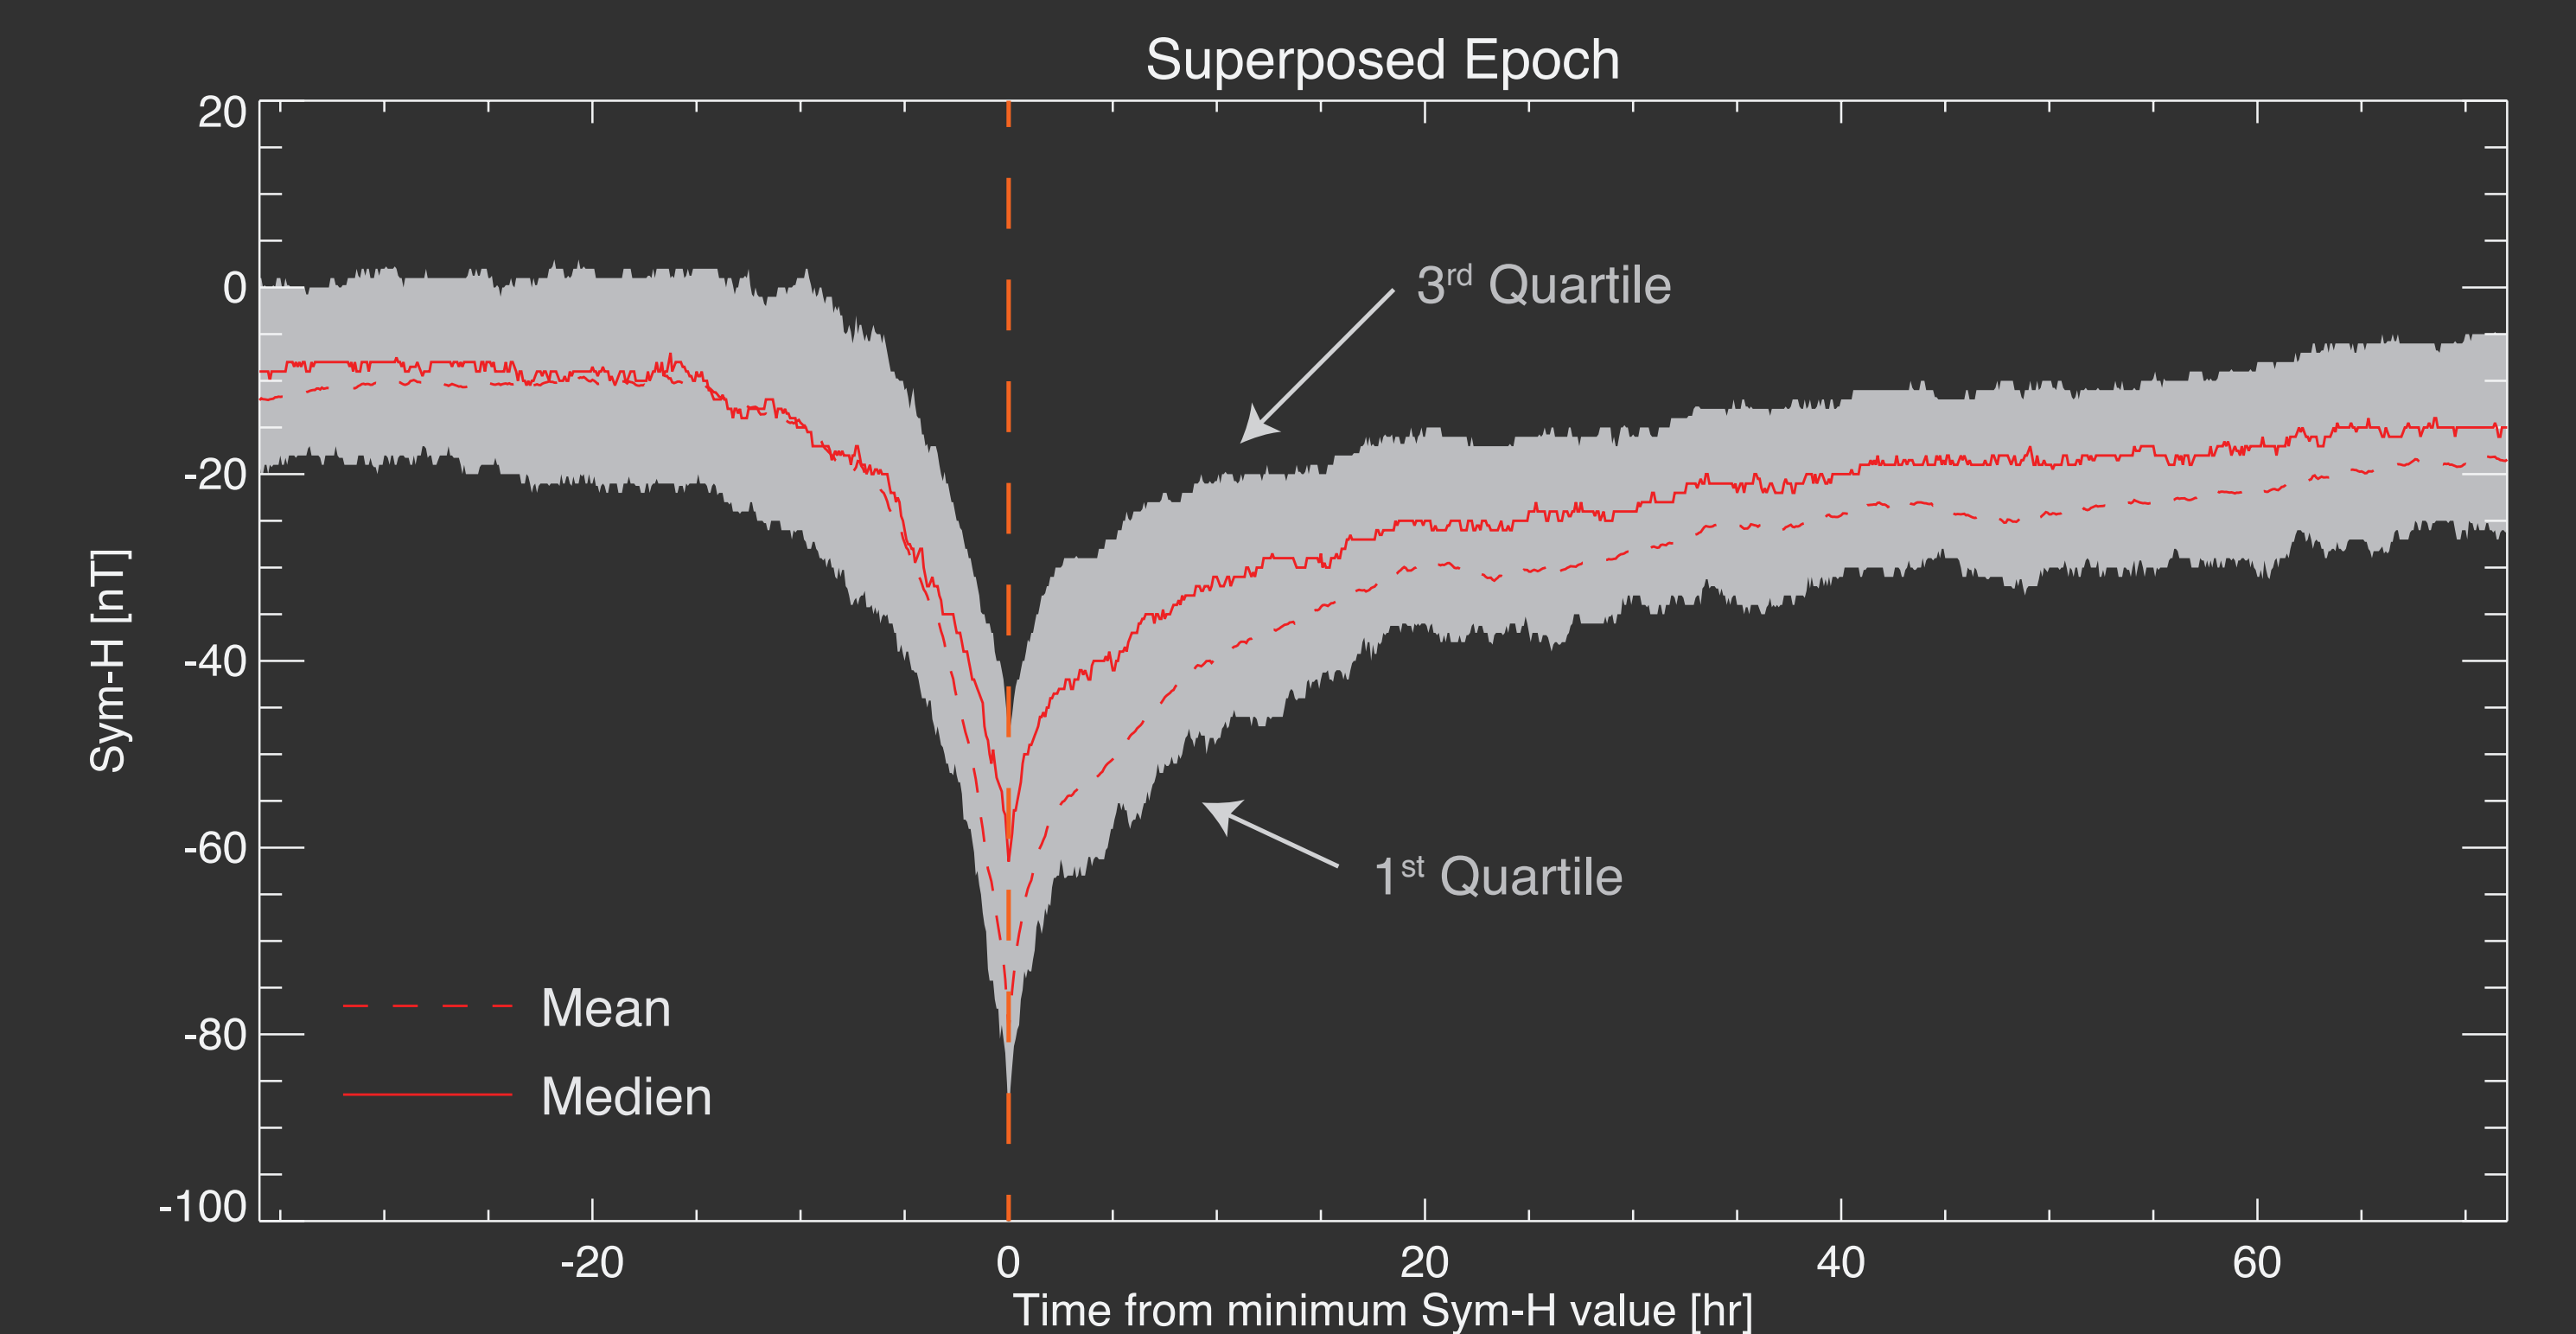 Superposed Epoch
20
0
-20
-40
-60
-80
-100
Sym-H [nT]
3rd Quartile
1st Quartile
Mean
Medien
-20 0 20 40 60
Time from minimum Sym-H value [hr]